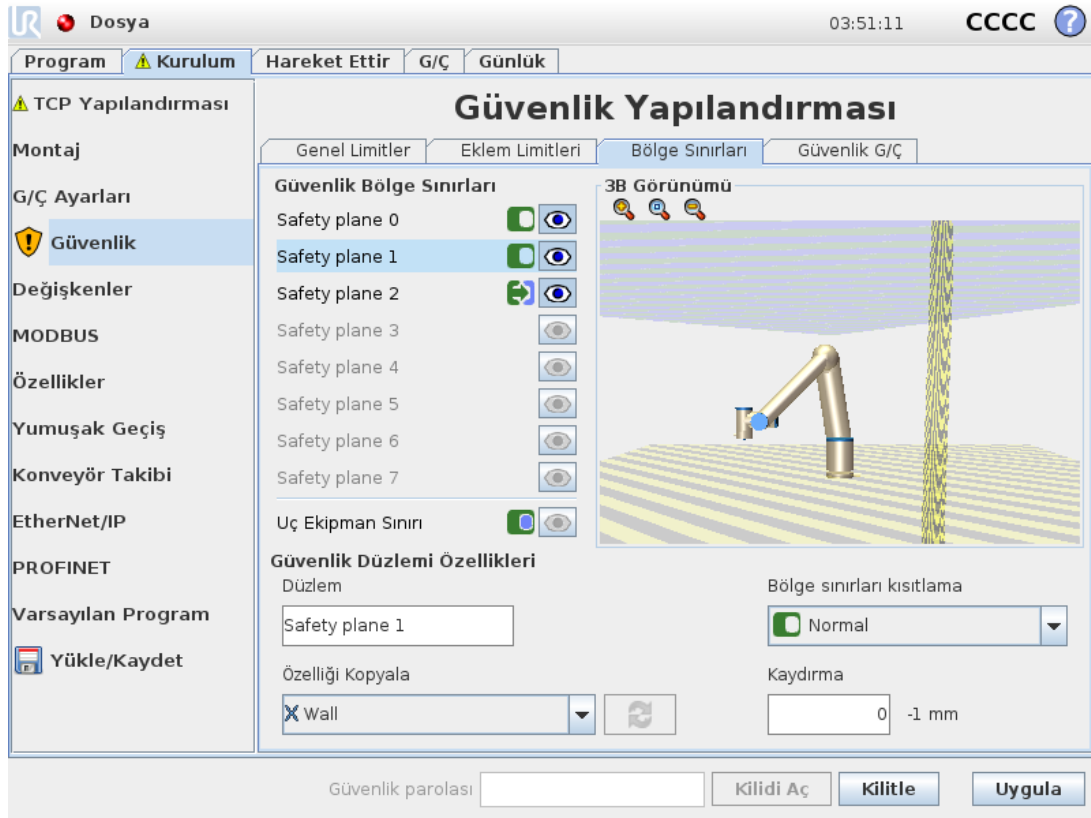 UR Dosya 03:51:11 CCCC ?
Program Kurulum Hareket Ettir G/Ç Günlük
TCP Yapılandırması
Montaj
G/Ç Ayarları
Güvenlik
Değişkenler
MODBUS
Özellikler
Yumuşak Geçiş
Konveyör Takibi
EtherNet/IP
PROFINET
Varsayılan Program
Yükle/Kaydet
Güvenlik Yapılandırması
Genel Limitler Eklem Limitleri Bölge Sınırları Güvenlik G/Ç
Güvenlik Bölge Sınırları
Safety plane 0
Safety plane 1
Safety plane 2
Safety plane 3
Safety plane 4
Safety plane 5
Safety plane 6
Safety plane 7
Uç Ekipman Sınırı
3B Görünümü
Güvenlik Düzlemi Özellikleri
Düzlem
Safety plane 1
Bölge sınırları kısıtlama
Normal
Özelliği Kopyala
Wall
Kaydırma
0 -1 mm
Güvenlik parolası Kilidi Aç Kilitle Uygula